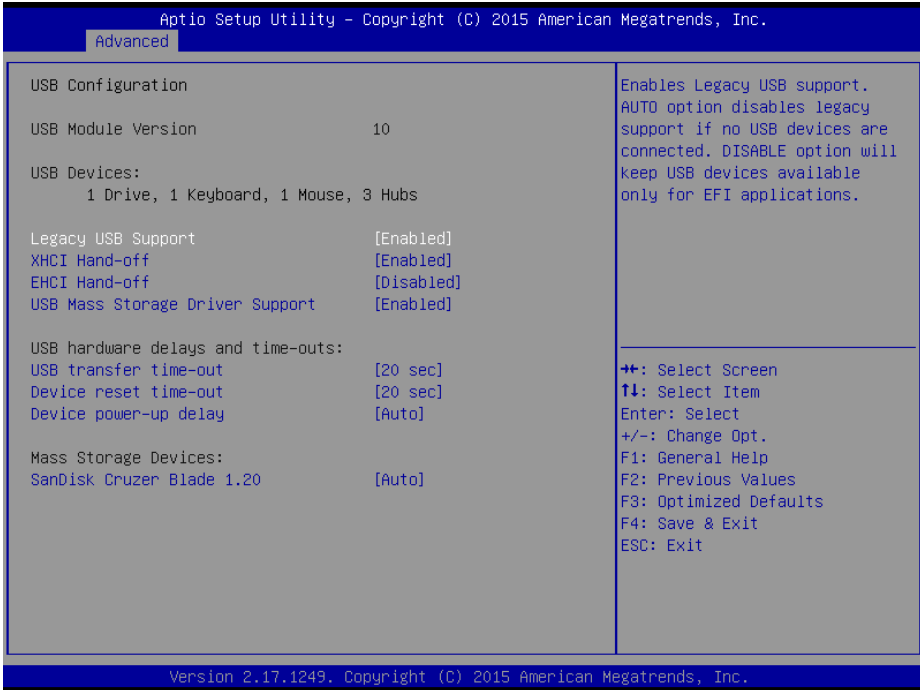 Aptio Setup Utility – Copyright (C) 2015 American Megatrends, Inc.
Advanced
USB Configuration
USB Module Version 10
USB Devices:
1 Drive, 1 Keyboard, 1 Mouse, 3 Hubs
Legacy USB Support [Enabled]
XHCI Hand-off [Enabled]
EHCI Hand-off [Disabled]
USB Mass Storage Driver Support [Enabled]
USB hardware delays and time-outs:
USB transfer time-out [20 sec]
Device reset time-out [20 sec]
Device power-up delay [Auto]
Mass Storage Devices:
SanDisk Cruzer Blade 1.20 [Auto]
Enables Legacy USB support.
AUTO option disables legacy
support if no USB devices are
connected. DISABLE option will
keep USB devices available
only for EFI applications.
→←: Select Screen
↑↓: Select Item
Enter: Select
+/-: Change Opt.
F1: General Help
F2: Previous Values
F3: Optimized Defaults
F4: Save & Exit
ESC: Exit
Version 2.17.1249. Copyright (C) 2015 American Megatrends, Inc.